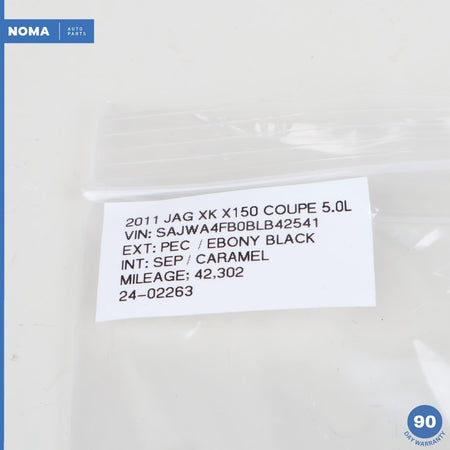 NOMA AUTO PARTS
2011 JAG XK X150 COUPE 5.0L
VIN: SAJWA4FB0BLB42541
EXT: PEC / EBONY BLACK
INT: SEP / CARAMEL
MILEAGE; 42,302
24-02263
90
DAY WARRANTY